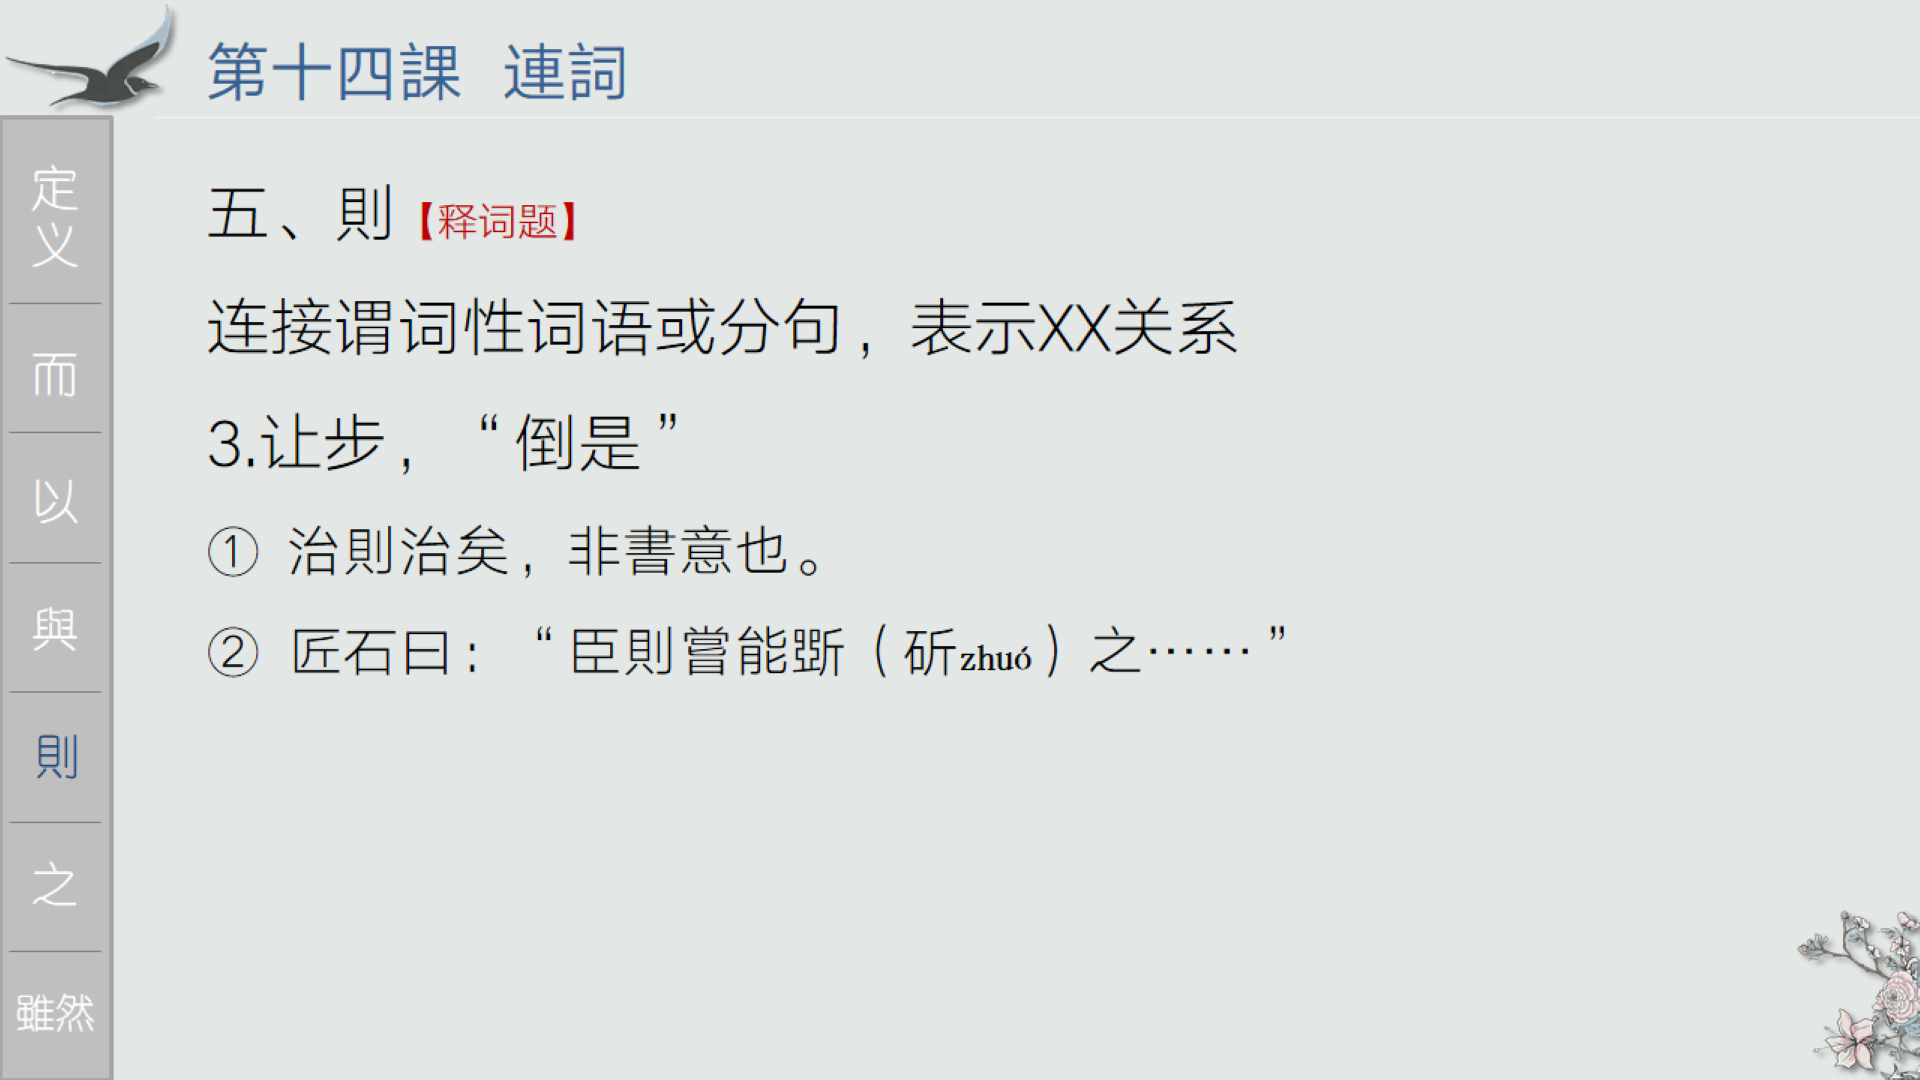 第十四課 連詞
定
义
而
以
與
則
之
雖然
五、則【释词题】
连接谓词性词语或分句，表示XX关系
3.让步，“倒是”
① 治則治矣，非書意也。
② 匠石曰：“臣則嘗能斲（斫zhuó）之……”